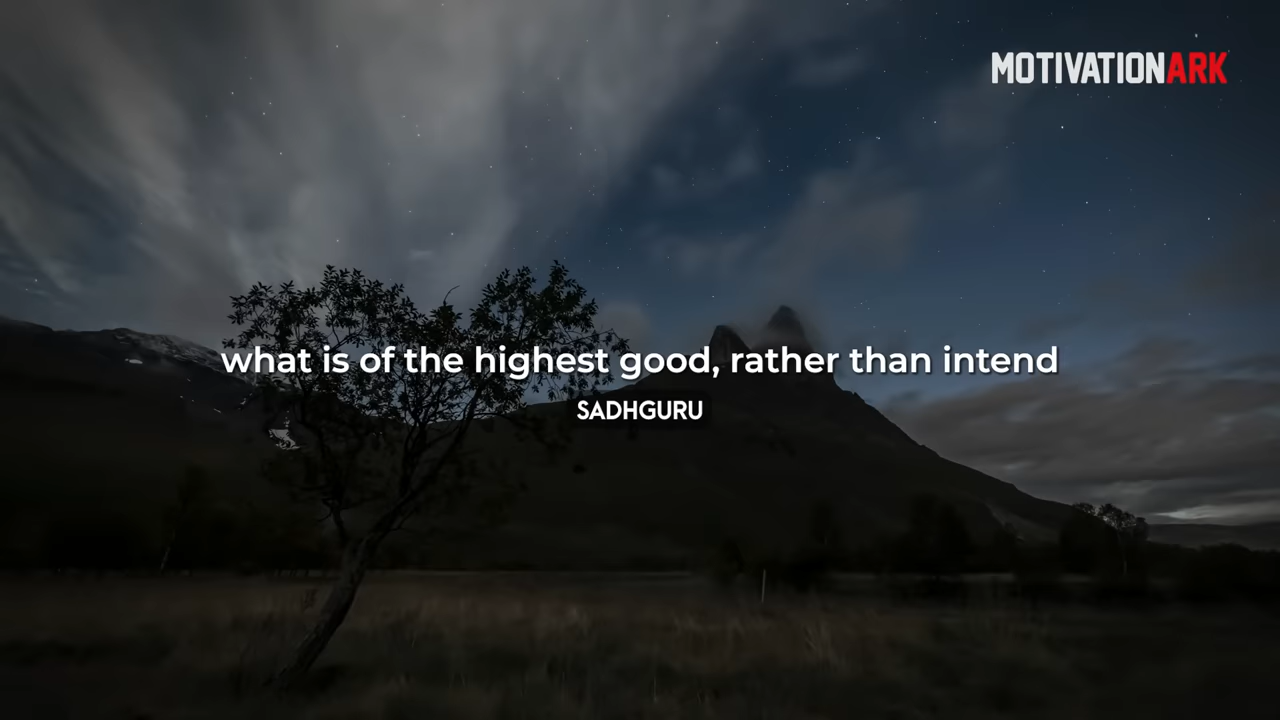 MOTIVATIONARK
what is of the highest good, rather than intend
SADHGURU